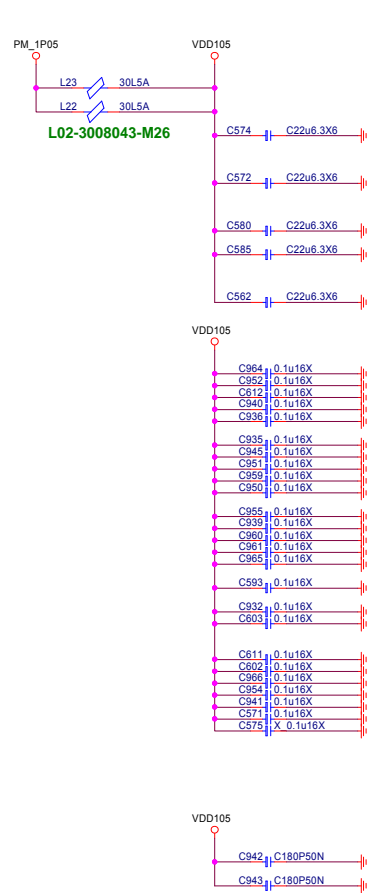 PM_1P05 VDD105
L23 30L5A
L22 30L5A
L02-3008043-M26
C574 C22u6.3X6
C572 C22u6.3X6
C580 C22u6.3X6
C585 C22u6.3X6
C562 C22u6.3X6
VDD105
C964 0.1u16X
C952 0.1u16X
C612 0.1u16X
C940 0.1u16X
C936 0.1u16X
C935 0.1u16X
C945 0.1u16X
C951 0.1u16X
C959 0.1u16X
C950 0.1u16X
C955 0.1u16X
C939 0.1u16X
C960 0.1u16X
C961 0.1u16X
C965 0.1u16X
C593 0.1u16X
C932 0.1u16X
C603 0.1u16X
C611 0.1u16X
C602 0.1u16X
C966 0.1u16X
C954 0.1u16X
C941 0.1u16X
C571 0.1u16X
C575 X_0.1u16X
VDD105
C942 C180P50N
C943 C180P50N